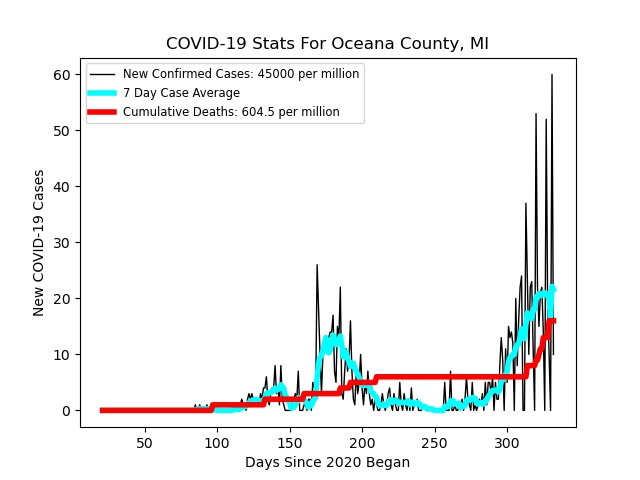 COVID-19 Stats For Oceana County, MI
New Confirmed Cases: 45000 per million
7 Day Case Average
Cumulative Deaths: 604.5 per million
New COVID-19 Cases
60
50
40
30
20
10
0
50
100
150
200
250
300
Days Since 2020 Began